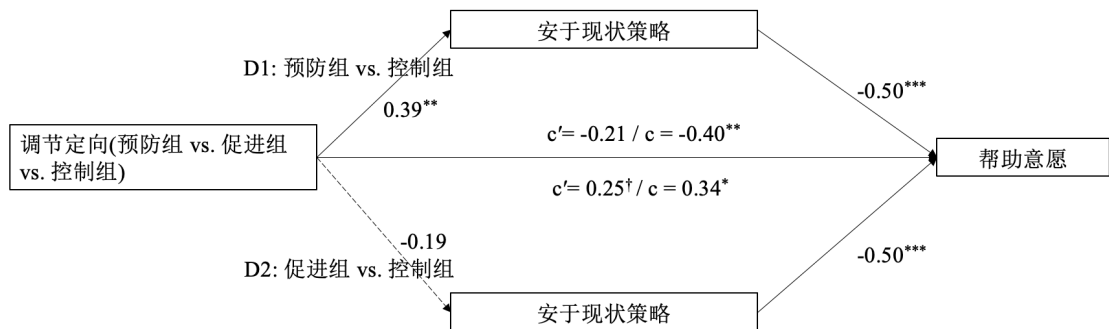 安于现状策略
D1: 预防组 vs. 控制组
0.39**
-0.50***
c′= -0.21 / c = -0.40**
调节定向(预防组 vs. 促进组
vs. 控制组)
帮助意愿
c′= 0.25† / c = 0.34*
-0.19
D2: 促进组 vs. 控制组
-0.50***
安于现状策略